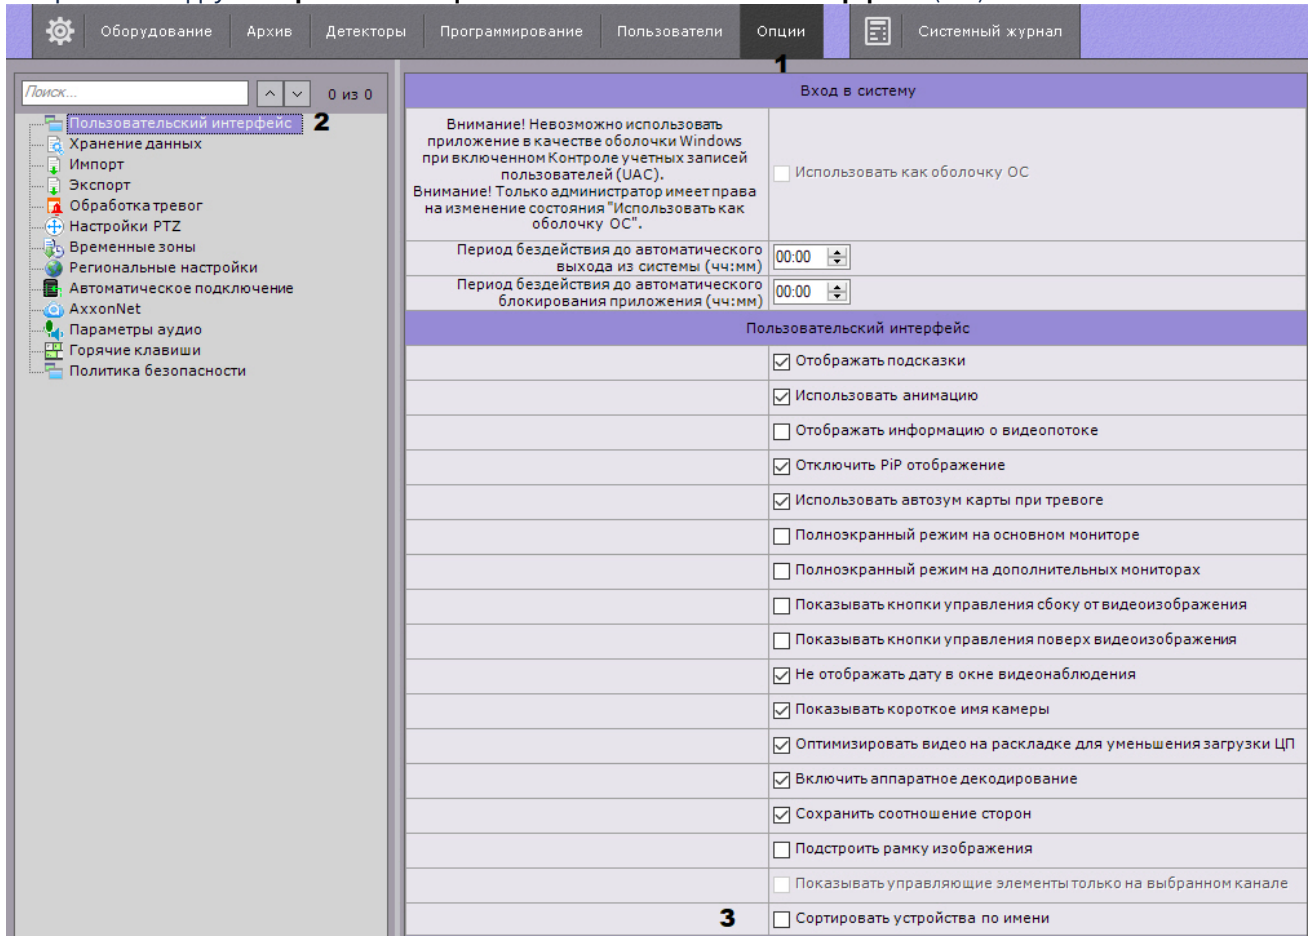 Оборудование Архив Детекторы Программирование Пользователи Опции Системный журнал
1
Поиск... 0 из 0
Пользовательский интерфейс 2
Хранение данных
Импорт
Экспорт
Обработка тревог
Настройки PTZ
Временные зоны
Региональные настройки
Автоматическое подключение
AxxonNet
Параметры аудио
Горячие клавиши
Политика безопасности
Вход в систему
Внимание! Невозможно использовать
приложение в качестве оболочки Windows
при включенном Контроле учетных записей
пользователей (UAC).
Внимание! Только администратор имеет права
на изменение состояния "Использовать как
оболочку ОС".
Использовать как оболочку ОС
Период бездействия до автоматического
выхода из системы (чч:мм)
00:00
Период бездействия до автоматического
блокирования приложения (чч:мм)
00:00
Пользовательский интерфейс
Отображать подсказки
Использовать анимацию
Отображать информацию о видеопотоке
Отключить PiP отображение
Использовать автозум карты при тревоге
Полноэкранный режим на основном мониторе
Полноэкранный режим на дополнительных мониторах
Показывать кнопки управления сбоку от видеоизображения
Показывать кнопки управления поверх видеоизображения
Не отображать дату в окне видеонаблюдения
Показывать короткое имя камеры
Оптимизировать видео на раскладке для уменьшения загрузки ЦП
Включить аппаратное декодирование
Сохранить соотношение сторон
Подстроить рамку изображения
Показывать управляющие элементы только на выбранном канале
3 Сортировать устройства по имени